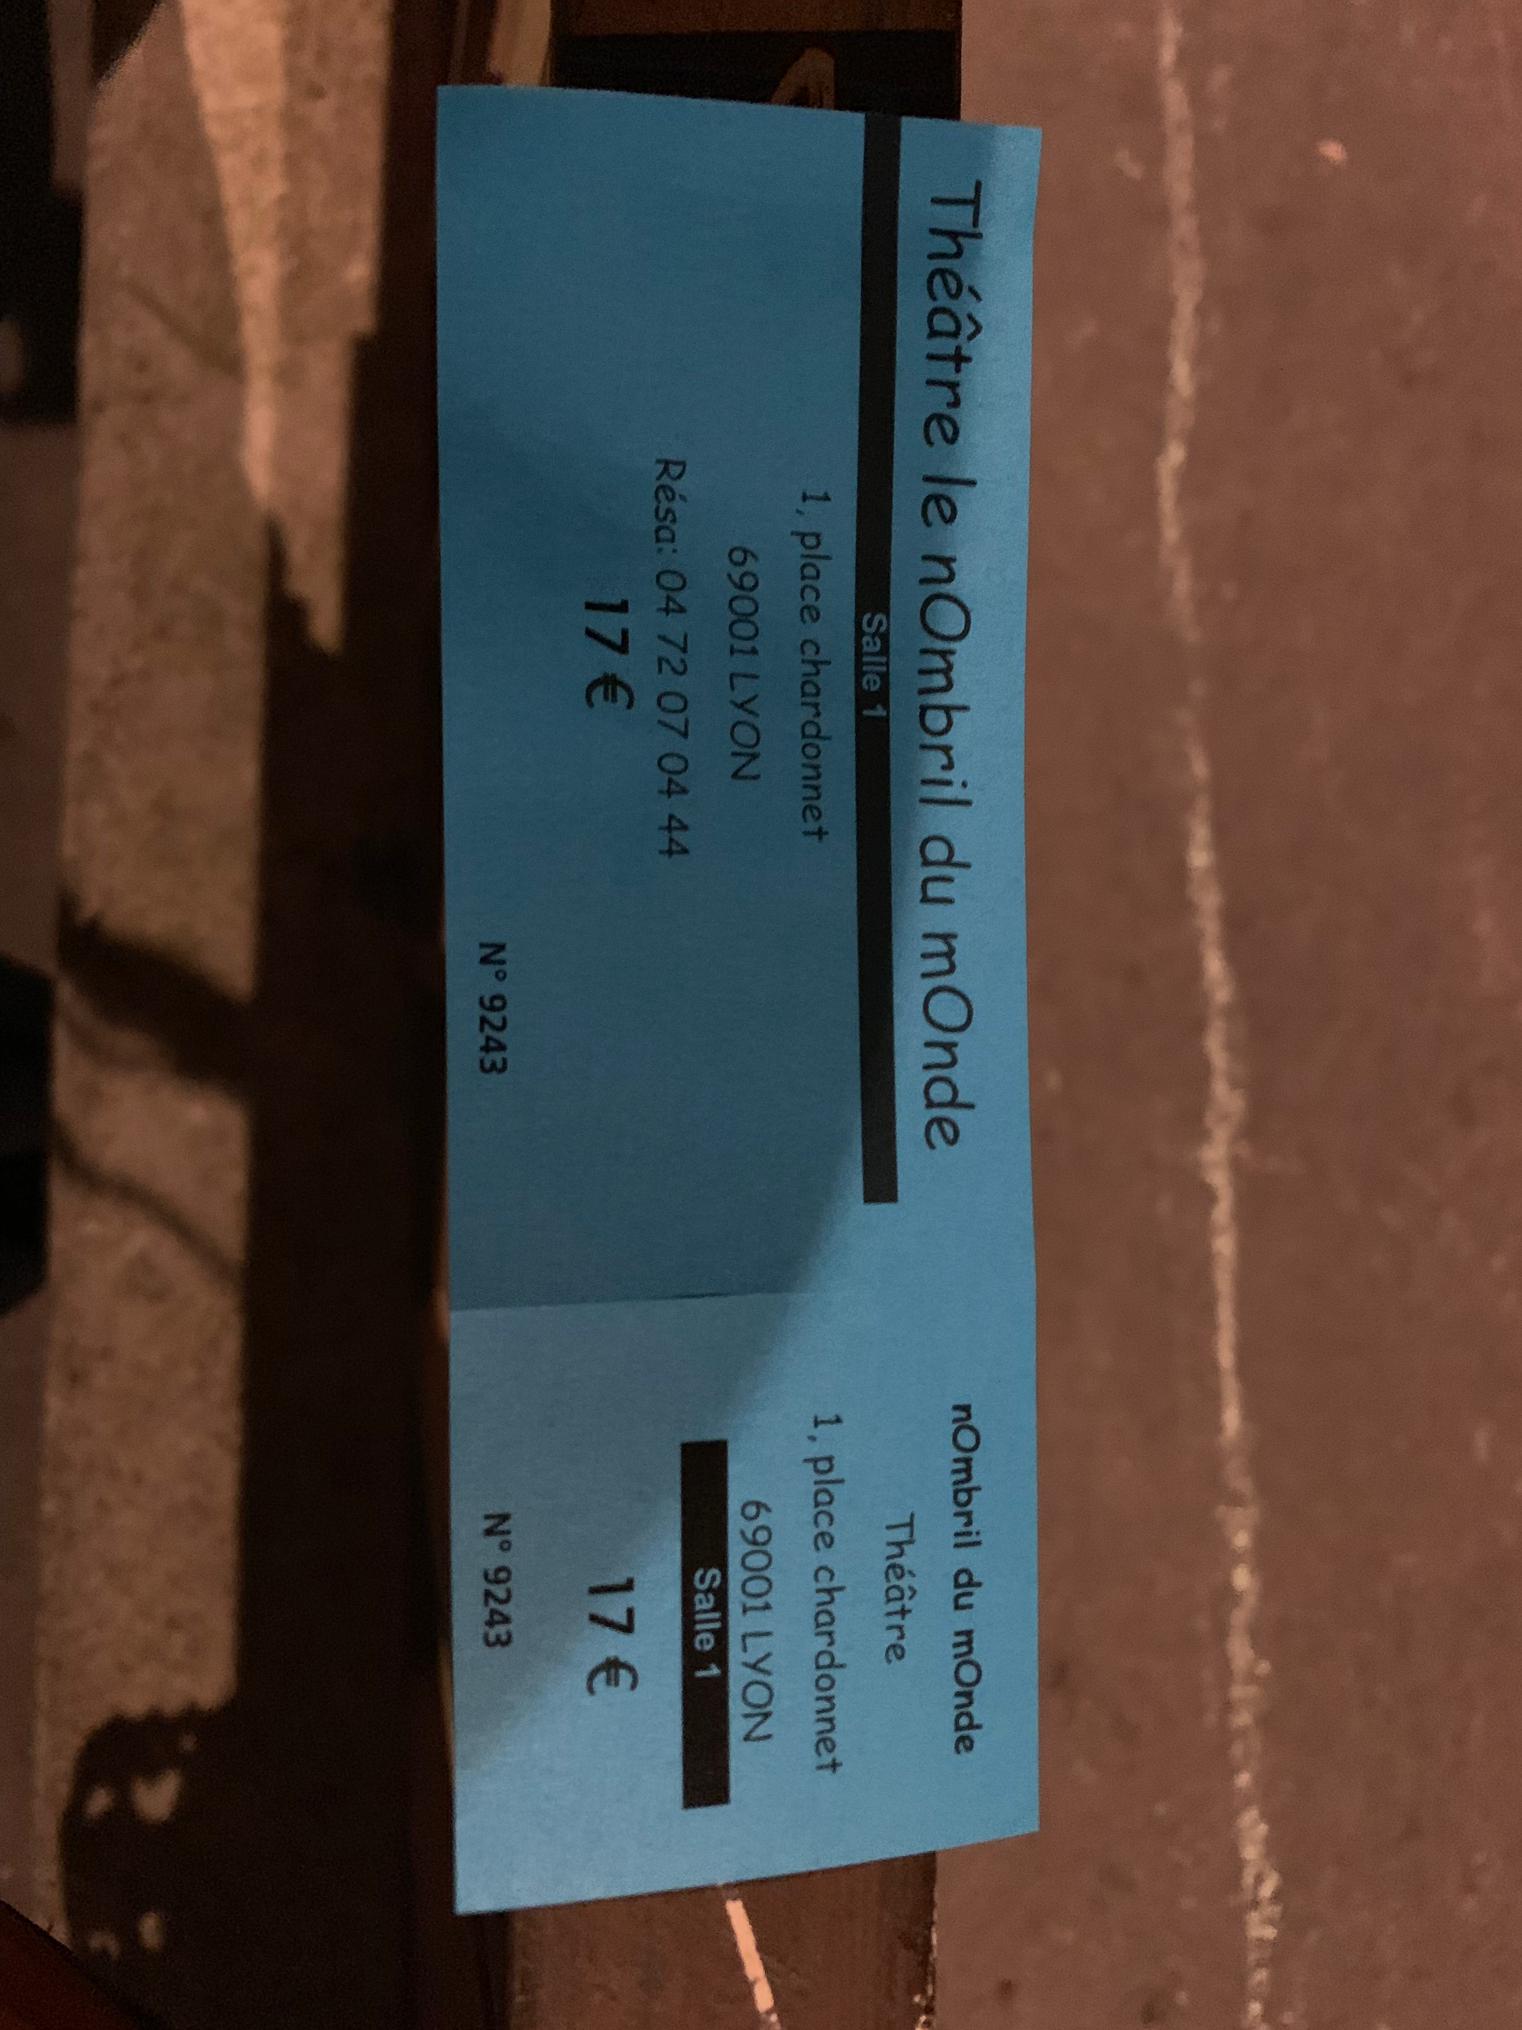 Théâtre le nOmbril du mOnde
Salle 1
1, place chardonnet
69001 LYON
Résa: 04 72 07 04 44
17 €
N° 9243
nOmbril du mOnde
Théâtre
1, place chardonnet
69001 LYON
Salle 1
17 €
N° 9243